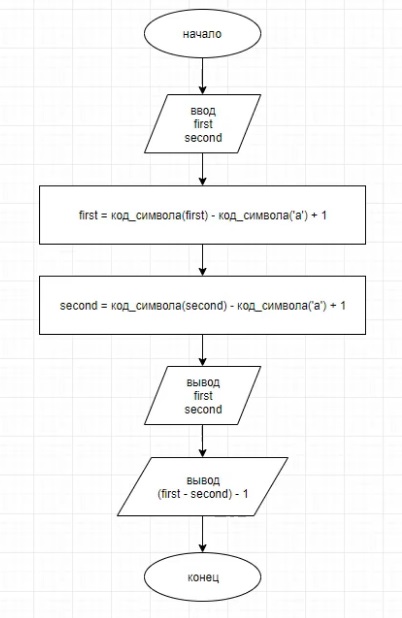 начало
ввод
first
second
first = код_символа(first) - код_символа('a') + 1
second = код_символа(second) - код_символа('a') + 1
вывод
first
second
вывод
(first - second) - 1
конец